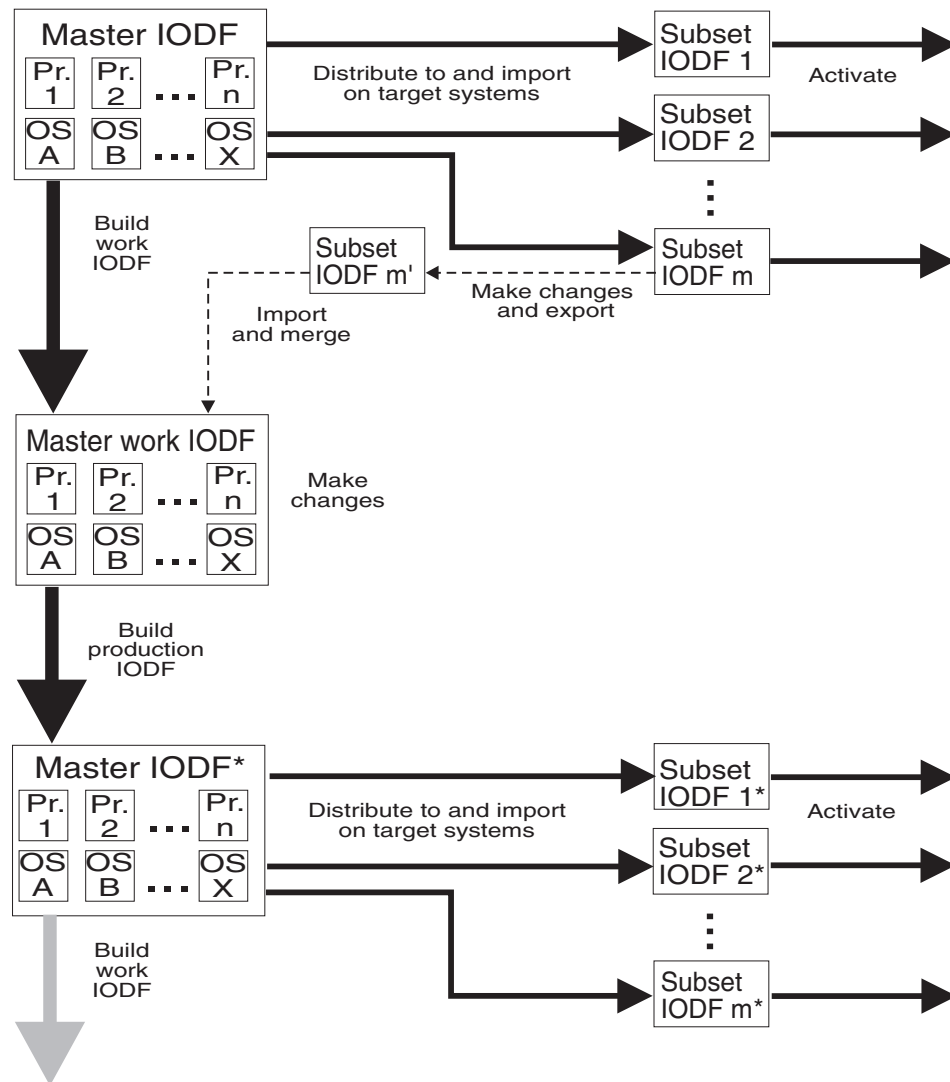 Master IODF
Pr. Pr. Pr.
1 2 n
OS OS OS
A B X
Distribute to and import
on target systems
Subset
IODF 1
Activate
Subset
IODF 2
Build
work
IODF
Subset
IODF m'
Make changes
and export
Subset
IODF m
Import
and merge
Master work IODF
Pr. Pr. Pr.
1 2 n
OS OS OS
A B X
Make
changes
Build
production
IODF
Master IODF*
Pr. Pr. Pr.
1 2 n
OS OS OS
A B X
Distribute to and import
on target systems
Subset
IODF 1*
Activate
Subset
IODF 2*
Build
work
IODF
Subset
IODF m*